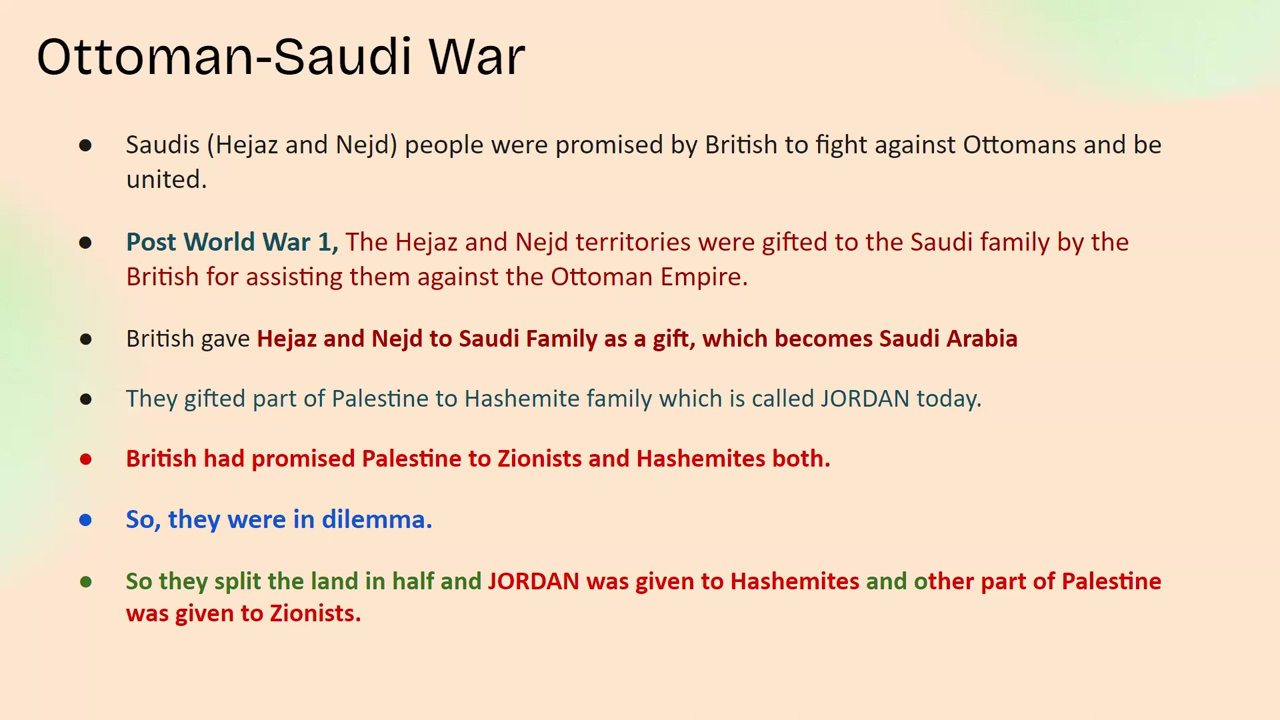 Ottoman-Saudi War
● Saudis (Hejaz and Nejd) people were promised by British to fight against Ottomans and be
united.
● Post World War 1, The Hejaz and Nejd territories were gifted to the Saudi family by the
British for assisting them against the Ottoman Empire.
● British gave Hejaz and Nejd to Saudi Family as a gift, which becomes Saudi Arabia
● They gifted part of Palestine to Hashemite family which is called JORDAN today.
● British had promised Palestine to Zionists and Hashemites both.
● So, they were in dilemma.
● So they split the land in half and JORDAN was given to Hashemites and other part of Palestine
was given to Zionists.